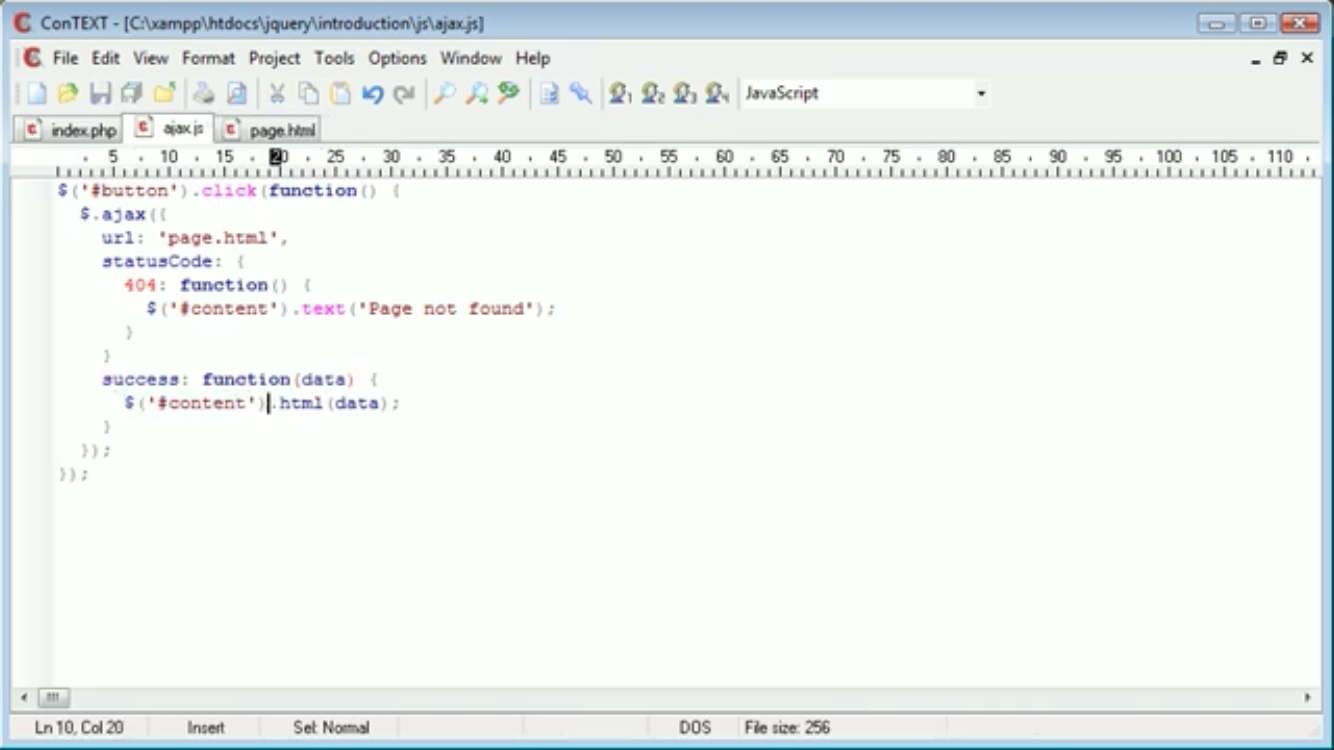 ConTEXT - [C:\xampp\htdocs\jquery\introduction\js\ajax.js]
File Edit View Format Project Tools Options Window Help
JavaScript
index.php ajax.js page.html
5 10 15 20 25 30 35 40 45 50 55 60 65 70 75 80 85 90 95 100 105 110
$('#button').click(function() {
$.ajax({
url: 'page.html',
statusCode: {
404: function() {
$('#content').text('Page not found');
}
}
success: function(data) {
$('#content').html(data);
}
});
});
Ln 10, Col 20 Insert Sel: Normal DOS File size: 256